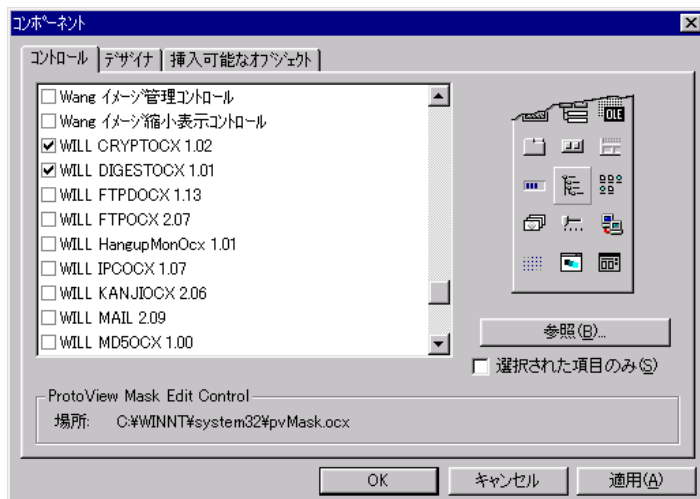 コンポーネント
コントロール デザイナ 挿入可能なオブジェクト
Wang イメージ管理コントロール
Wang イメージ縮小表示コントロール
WILL CRYPTOCX 1.02
WILL DIGESTOCX 1.01
WILL FTPDOCX 1.13
WILL FTPOCX 2.07
WILL HangupMonOcx 1.01
WILL IPCOCX 1.07
WILL KANJIOCX 2.06
WILL MAIL 2.09
WILL MD5OCX 1.00
OLE
参照(B)...
選択された項目のみ(S)
ProtoView Mask Edit Control
場所: C:¥WINNT¥system32¥pvMask.ocx
OK キャンセル 適用(A)